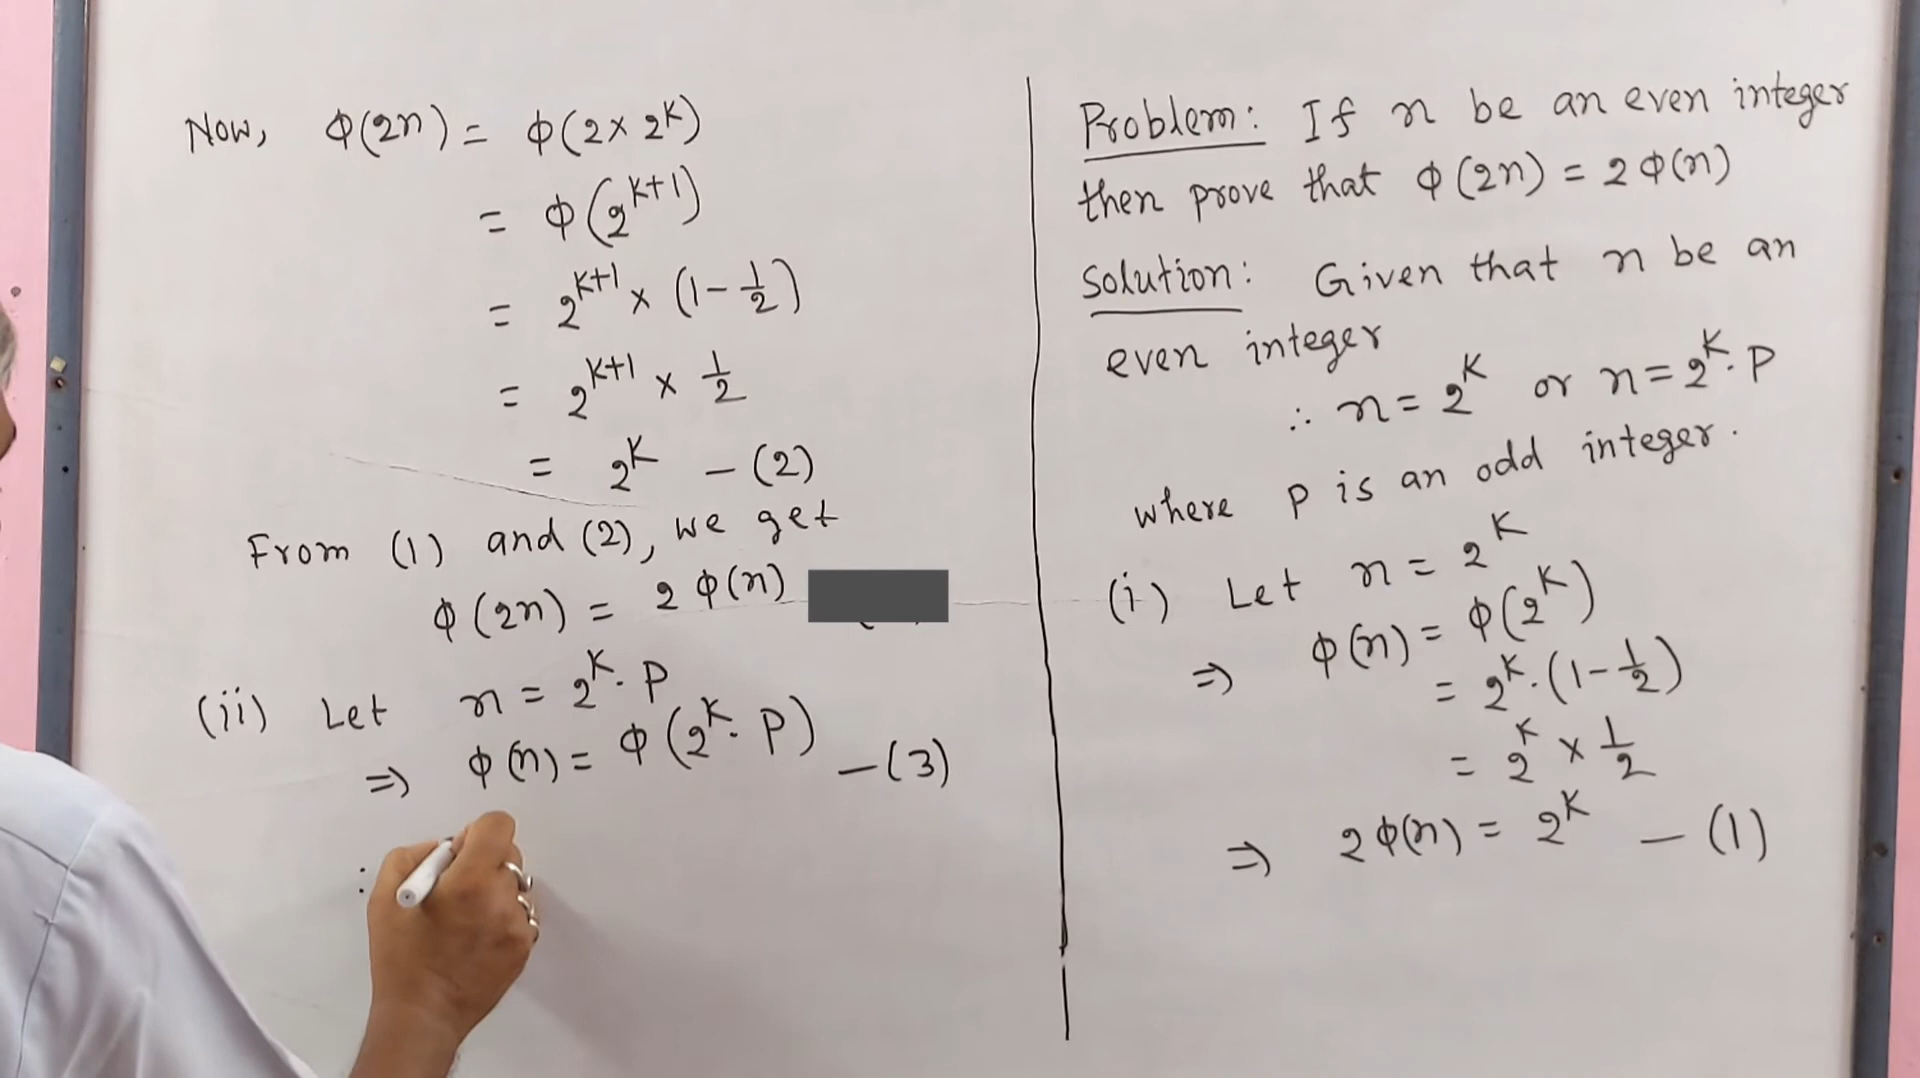 Problem: If n be an even integer
then prove that φ(2n) = 2φ(n)
Solution: Given that n be an
even integer
∴ n = 2^K or n = 2^K. P
where P is an odd integer.
(i) Let n = 2^K
⇒ φ(n) = φ(2^K)
= 2^K. (1 - 1/2)
= 2^K × 1/2
⇒ 2φ(n) = 2^K — (1)
Now, φ(2n) = φ(2 × 2^K)
= φ(2^K+1)
= 2^K+1 × (1 - 1/2)
= 2^K+1 × 1/2
= 2^K - (2)
From (1) and (2), we get
φ(2n) = 2φ(n)
(ii) Let n = 2^K. P
⇒ φ(n) = φ(2^K. P) — (3)